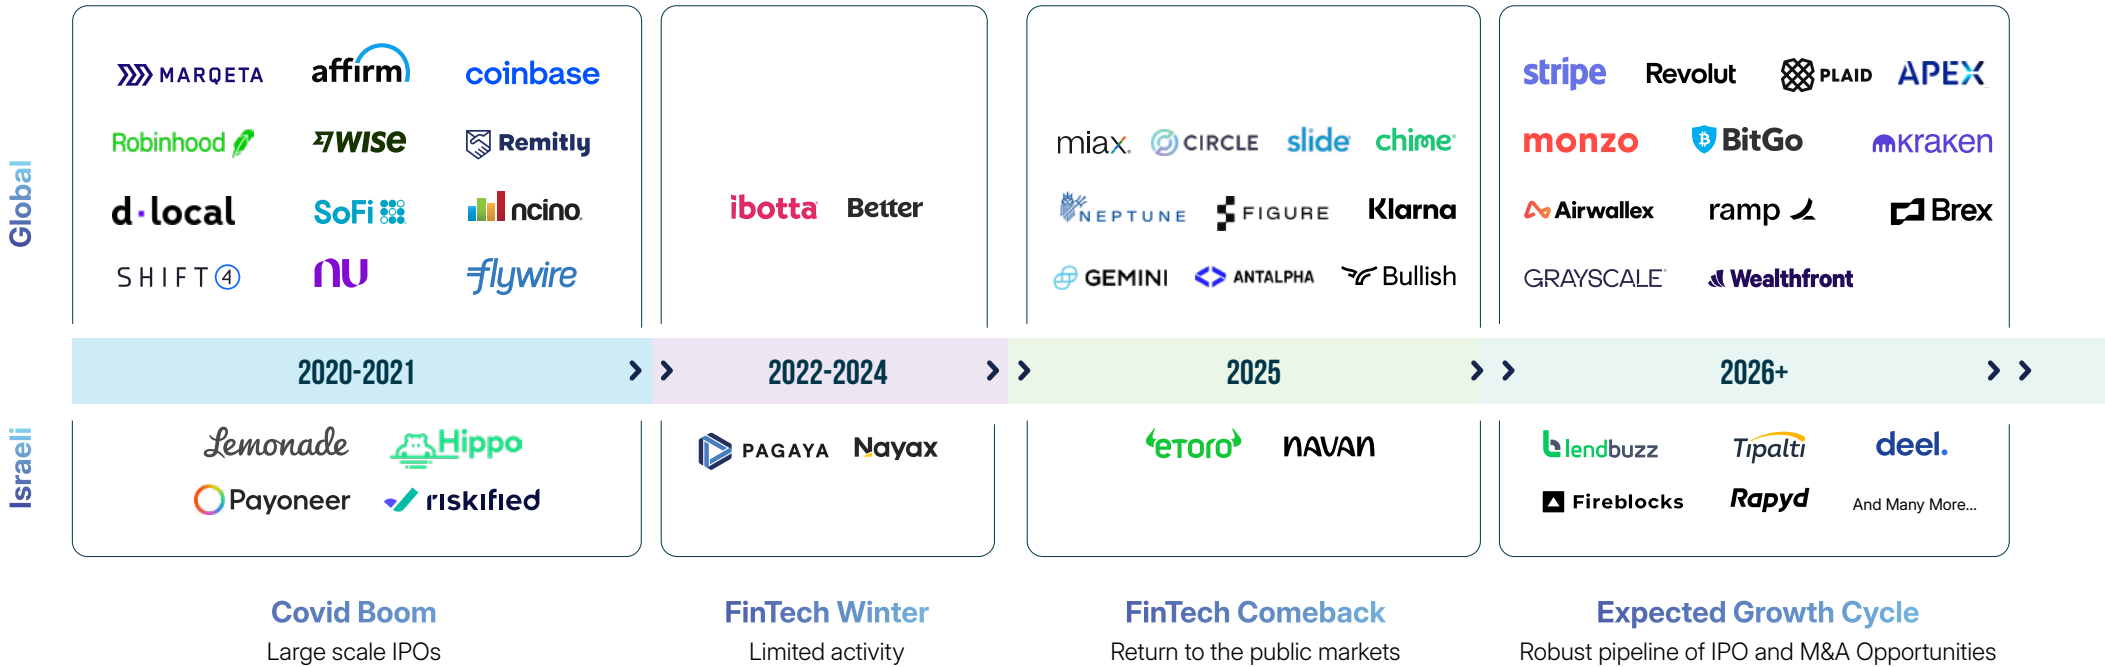 Global
MARQETA affirm coinbase
Robinhood WISE Remitly
d·local SoFi ncino
SHIFT 4 nu flywire
ibotta Better
miax CIRCLE slide chime
NEPTUNE FIGURE Klarna
GEMINI ANTALPHA Bullish
stripe Revolut PLAID APEX
monzo BitGo kraken
Airwallex ramp Brex
GRAYSCALE Wealthfront
2020-2021 2022-2024 2025 2026+
Israeli
Lemonade Hippo
Payoneer riskified
PAGAYA Nayax
eToro NAVAN
lendbuzz Tipalti deel.
Fireblocks Rapyd And Many More...
Covid Boom
Large scale IPOs
FinTech Winter
Limited activity
FinTech Comeback
Return to the public markets
Expected Growth Cycle
Robust pipeline of IPO and M&A Opportunities